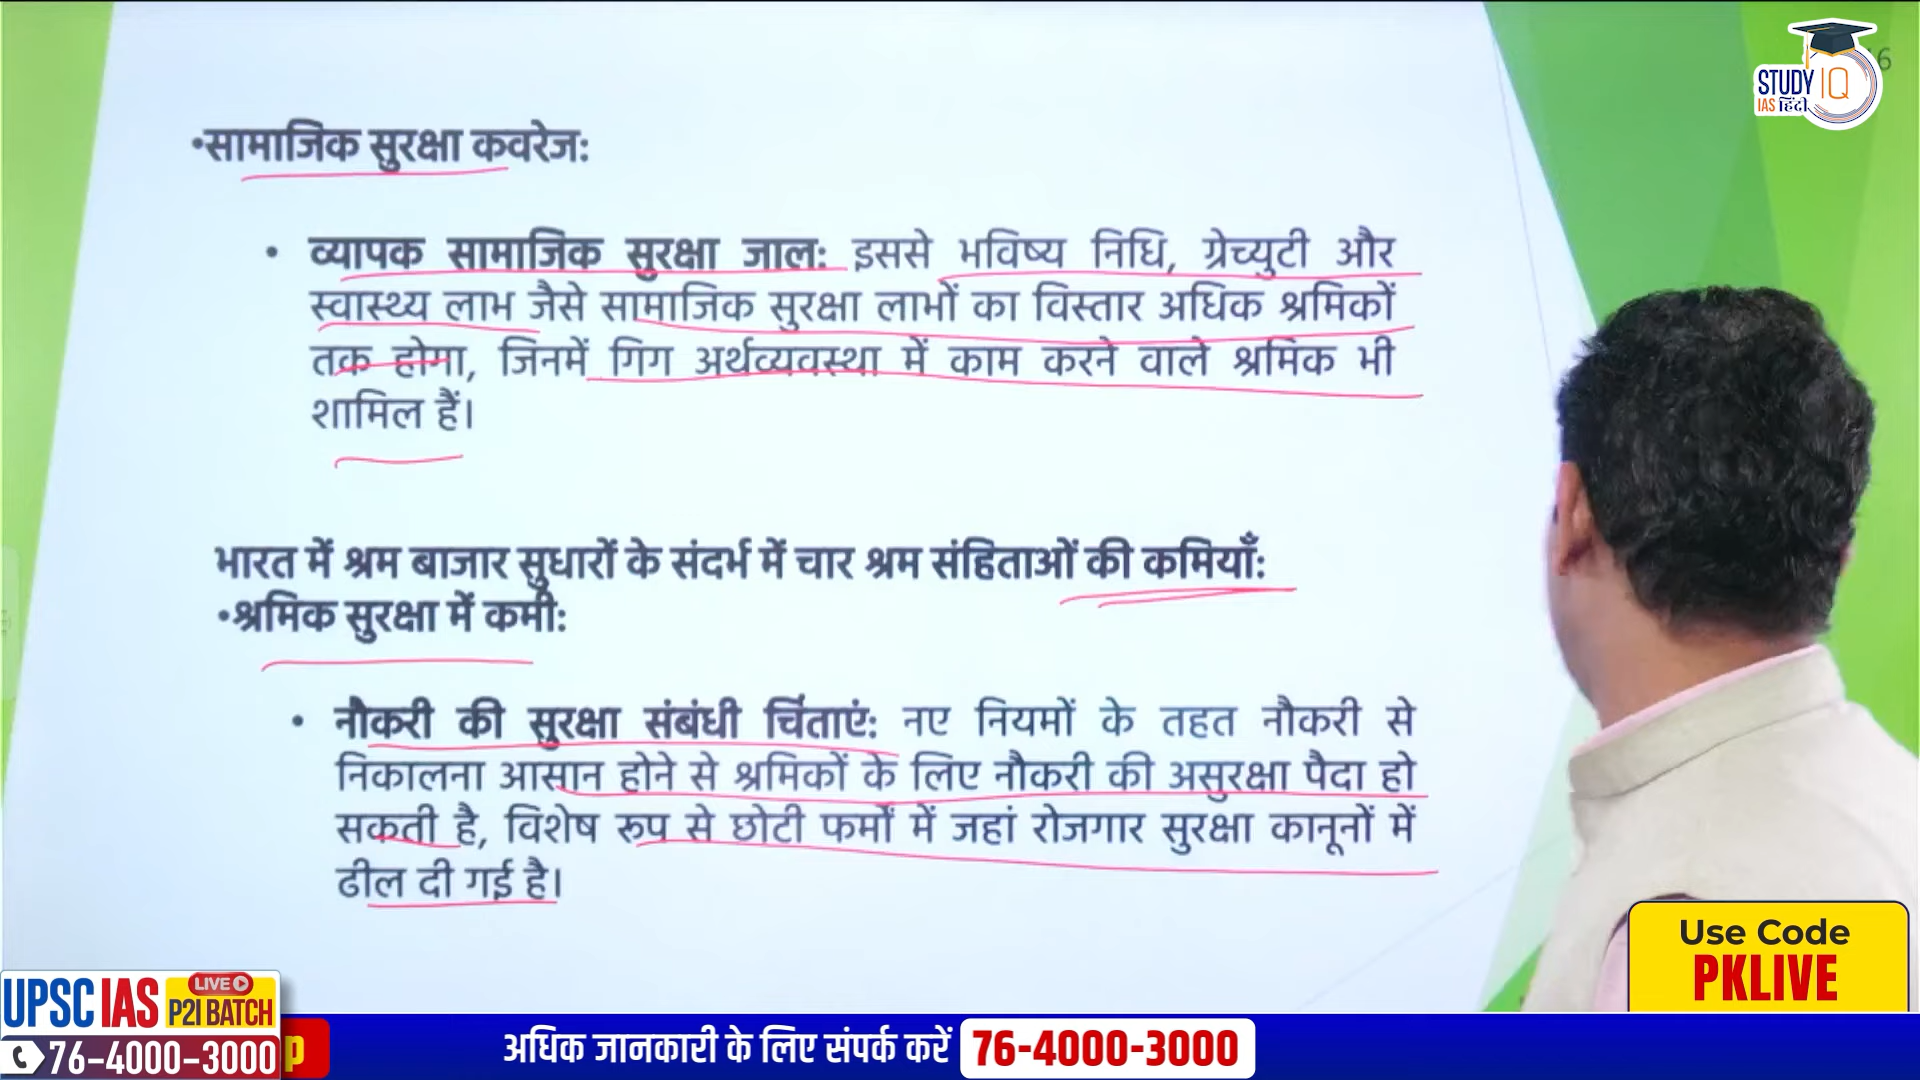 STUDY IQ
IAS हिंदी
6
•सामाजिक सुरक्षा कवरेज:
• व्यापक सामाजिक सुरक्षा जाल: इससे भविष्य निधि, ग्रेच्युटी और
स्वास्थ्य लाभ जैसे सामाजिक सुरक्षा लाभों का विस्तार अधिक श्रमिकों
तक होगा, जिनमें गिग अर्थव्यवस्था में काम करने वाले श्रमिक भी
शामिल हैं।
भारत में श्रम बाजार सुधारों के संदर्भ में चार श्रम संहिताओं की कमियाँ:
•श्रमिक सुरक्षा में कमी:
• नौकरी की सुरक्षा संबंधी चिंताएं: नए नियमों के तहत नौकरी से
निकालना आसान होने से श्रमिकों के लिए नौकरी की असुरक्षा पैदा हो
सकती है, विशेष रूप से छोटी फर्मों में जहां रोजगार सुरक्षा कानूनों में
ढील दी गई है।
Use Code
PKLIVE
UPSC IAS LIVE P2I BATCH
76-4000-3000
p
अधिक जानकारी के लिए संपर्क करें 76-4000-3000